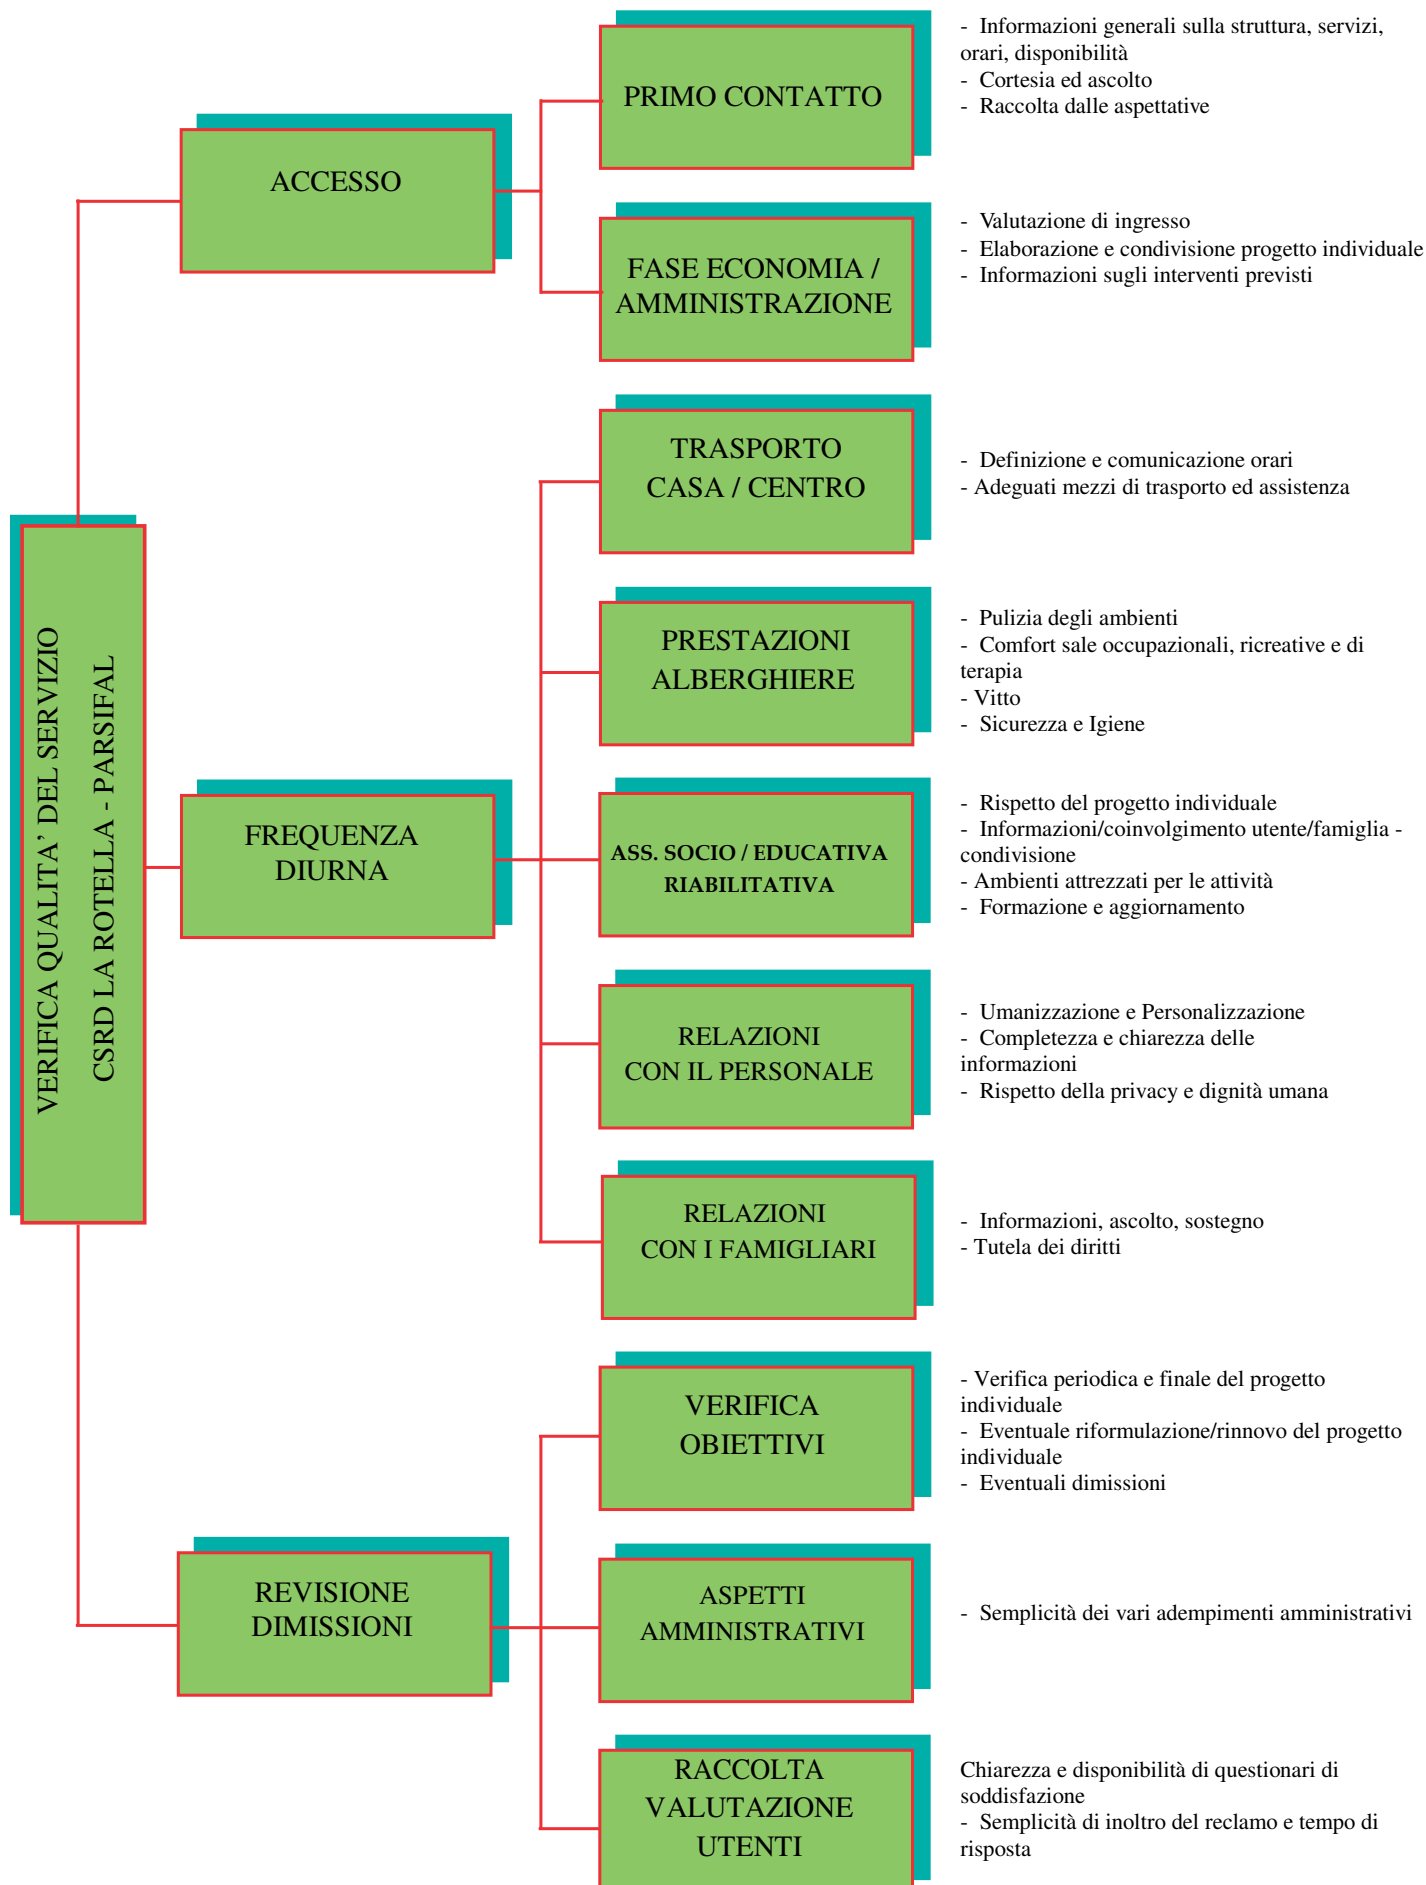 VERIFICA QUALITA’ DEL SERVIZIO
CSRD LA ROTELLA - PARSIFAL
ACCESSO
PRIMO CONTATTO
- Informazioni generali sulla struttura, servizi,
orari, disponibilità
- Cortesia ed ascolto
- Raccolta dalle aspettative
FASE ECONOMIA /
AMMINISTRAZIONE
- Valutazione di ingresso
- Elaborazione e condivisione progetto individuale
- Informazioni sugli interventi previsti
FREQUENZA
DIURNA
TRASPORTO
CASA / CENTRO
- Definizione e comunicazione orari
- Adeguati mezzi di trasporto ed assistenza
PRESTAZIONI
ALBERGHIERE
- Pulizia degli ambienti
- Comfort sale occupazionali, ricreative e di
terapia
- Vitto
- Sicurezza e Igiene
ASS. SOCIO / EDUCATIVA
RIABILITATIVA
- Rispetto del progetto individuale
- Informazioni/coinvolgimento utente/famiglia -
condivisione
- Ambienti attrezzati per le attività
- Formazione e aggiornamento
RELAZIONI
CON IL PERSONALE
- Umanizzazione e Personalizzazione
- Completezza e chiarezza delle
informazioni
- Rispetto della privacy e dignità umana
RELAZIONI
CON I FAMIGLIARI
- Informazioni, ascolto, sostegno
- Tutela dei diritti
REVISIONE
DIMISSIONI
VERIFICA
OBIETTIVI
- Verifica periodica e finale del progetto
individuale
- Eventuale riformulazione/rinnovo del progetto
individuale
- Eventuali dimissioni
ASPETTI
AMMINISTRATIVI
- Semplicità dei vari adempimenti amministrativi
RACCOLTA
VALUTAZIONE
UTENTI
Chiarezza e disponibilità di questionari di
soddisfazione
- Semplicità di inoltro del reclamo e tempo di
risposta